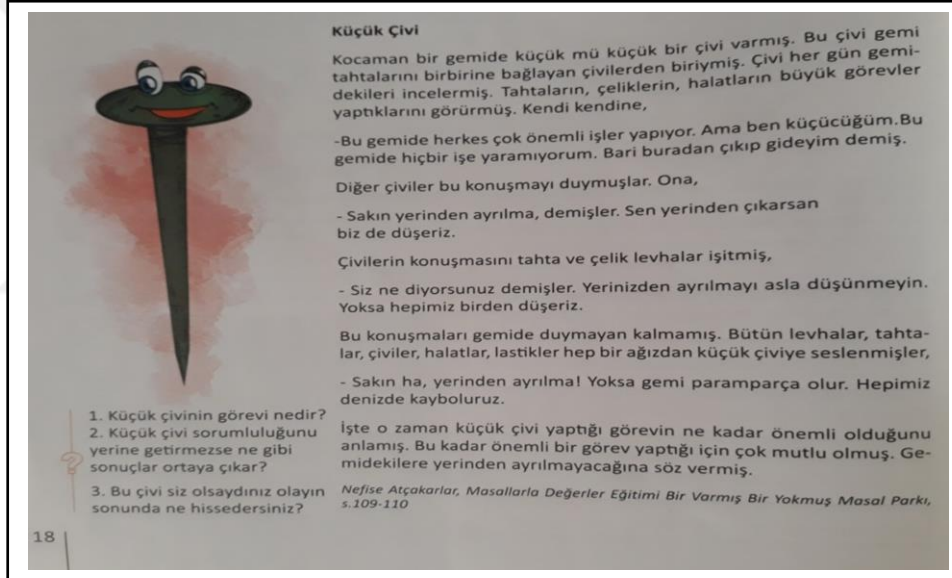 Küçük Çivi
Kocaman bir gemide küçük mü küçük bir çivi varmış. Bu çivi gemi
tahtalarını birbirine bağlayan çivilerden biriymiş. Çivi her gün gemi-
dekileri incelermiş. Tahtaların, çeliklerin, halatların büyük görevler
yaptıklarını görürmüş. Kendi kendine,
-Bu gemide herkes çok önemli işler yapıyor. Ama ben küçücüğüm.Bu
gemide hiçbir işe yaramıyorum. Bari buradan çıkıp gideyim demiş.
Diğer çiviler bu konuşmayı duymuşlar. Ona,
- Sakın yerinden ayrılma, demişler. Sen yerinden çıkarsan
biz de düşeriz.
Çivilerin konuşmasını tahta ve çelik levhalar işitmiş,
- Siz ne diyorsunuz demişler. Yerinizden ayrılmayı asla düşünmeyin.
Yoksa hepimiz birden düşeriz.
Bu konuşmaları gemide duymayan kalmamış. Bütün levhalar, tahta-
lar, çiviler, halatlar, lastikler hep bir ağızdan küçük çiviye seslenmişler,
- Sakın ha, yerinden ayrılma! Yoksa gemi paramparça olur. Hepimiz
denizde kayboluruz.
İşte o zaman küçük çivi yaptığı görevin ne kadar önemli olduğunu
anlamış. Bu kadar önemli bir görev yaptığı için çok mutlu olmuş. Ge-
midekilere yerinden ayrılmayacağına söz vermiş.
Nefise Atçakarlar, Masallarla Değerler Eğitimi Bir Varmış Bir Yokmuş Masal Parkı,
s.109-110
1. Küçük çivinin görevi nedir?
2. Küçük çivi sorumluluğunu
yerine getirmezse ne gibi
sonuçlar ortaya çıkar?
3. Bu çivi siz olsaydınız olayın
sonunda ne hissedersiniz?
?
18